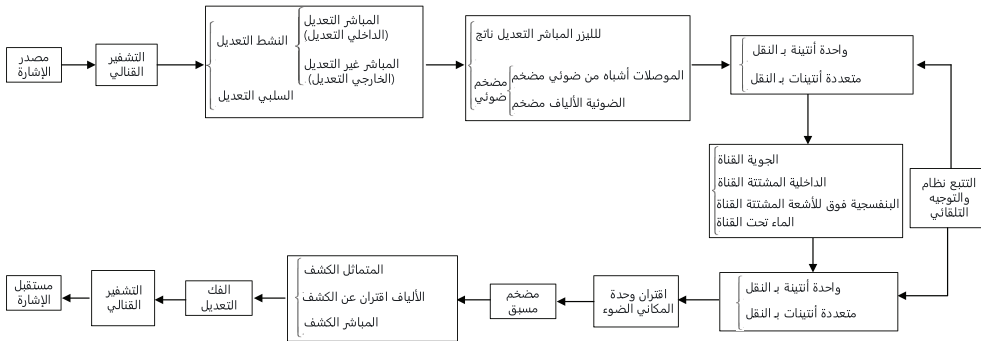 مصدر
الإشارة
التشفير
القنالي
النشط التعديل
المباشر التعديل
(الداخلي التعديل)
المباشر غير التعديل
(الخارجي التعديل)
السلبي التعديل
لللیزر المباشر التعديل ناتج
مضخم
ضوئي
الموصلات أشباه من ضوئي مضخم
الضوئية الألياف مضخم
واحدة أنتينة بـ النقل
متعددة أنتينات بـ النقل
الجوية القناة
الداخلية المشتتة القناة
البنفسجية فوق للأشعة المشتتة القناة
الماء تحت القناة
التتبع نظام
والتوجيه
التلقائي
واحدة أنتينة بـ النقل
متعددة أنتينات بـ النقل
اقتران وحدة
المكاني الضوء
مضخم
مسبق
المتماثل الكشف
الألياف اقتران عن الكشف
المباشر الكشف
الفك
التعديل
التشفير
القنالي
مستقبل
الإشارة